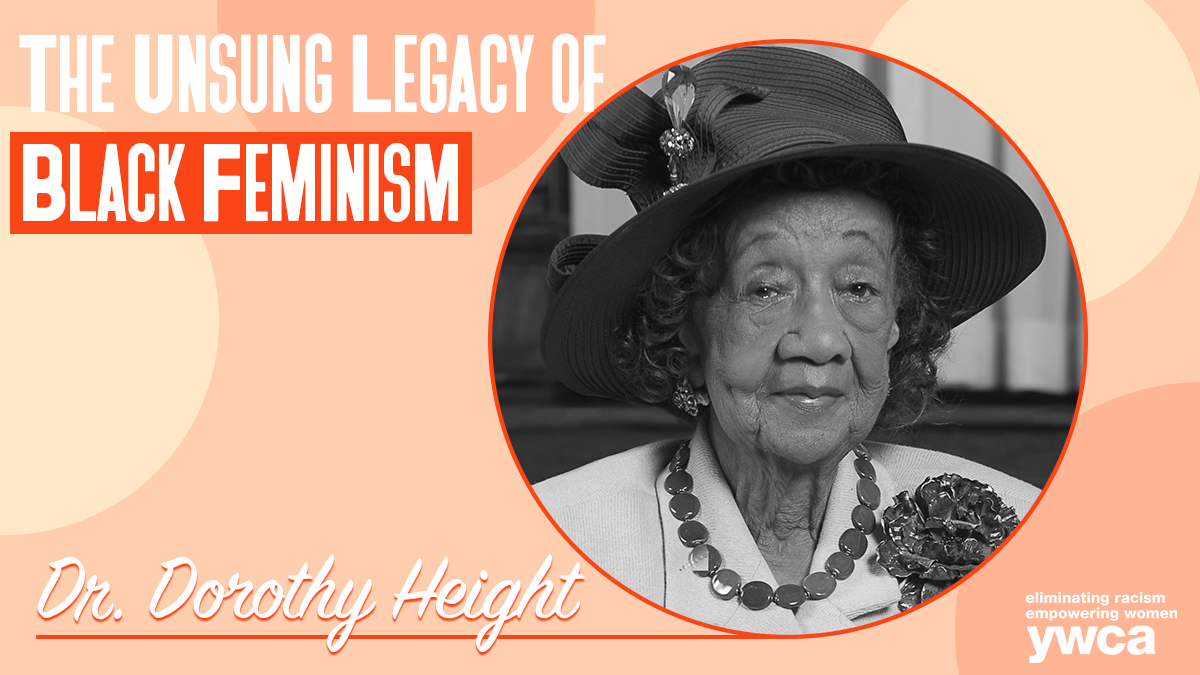 The Unsung Legacy of
Black Feminism
Dr. Dorothy Height
eliminating racism
empowering women
ywca